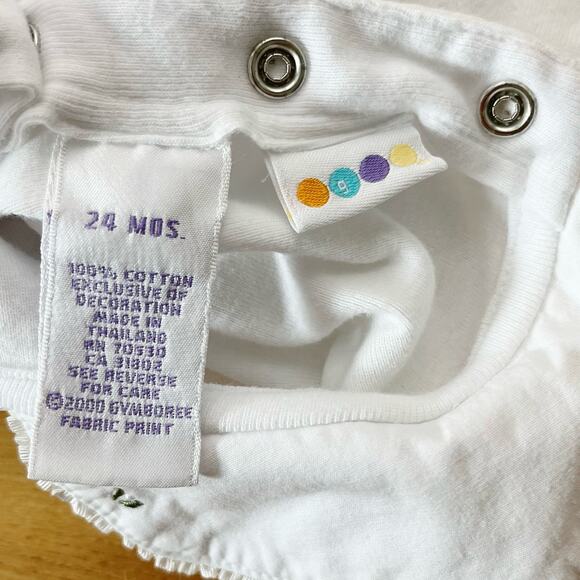 24 MOS.
100% COTTON
EXCLUSIVE OF
DECORATION
MADE IN
THAILAND
RN 70530
CA 31802
SEE REVERSE
FOR CARE
©2000 GYMBOREE
FABRIC PRINT
g